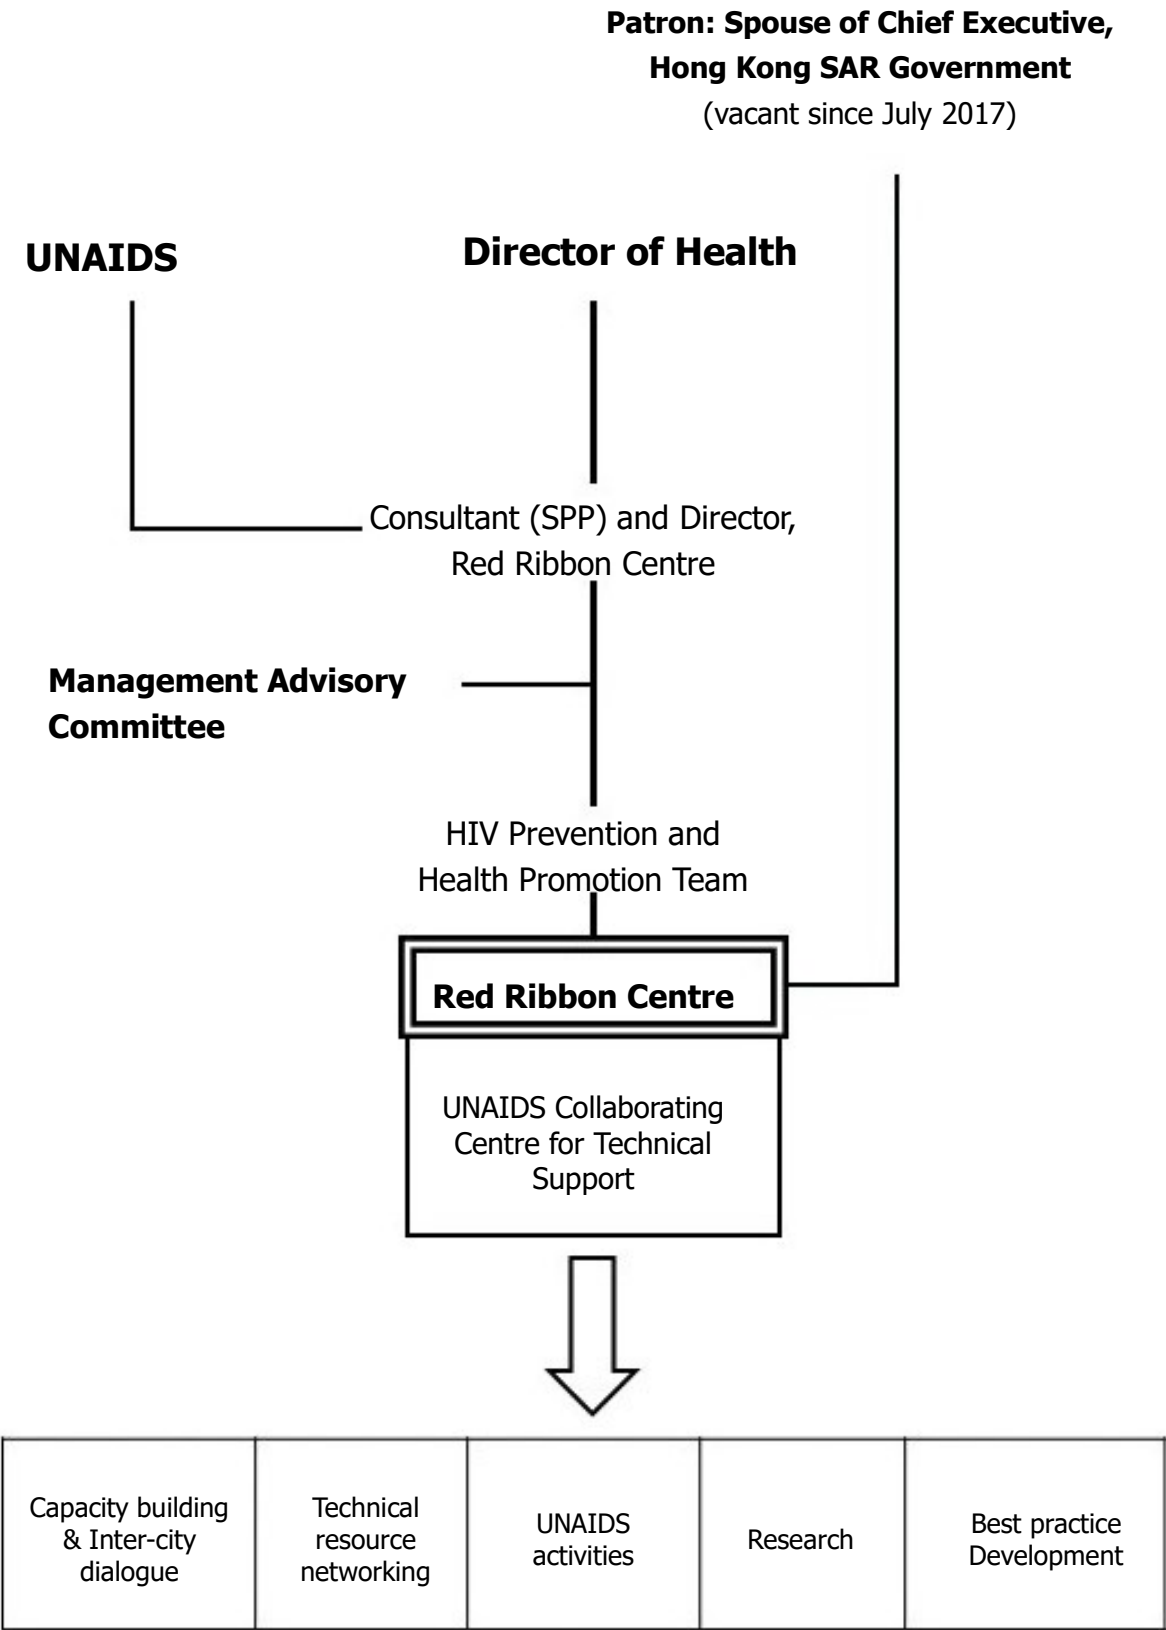 Patron: Spouse of Chief Executive,
Hong Kong SAR Government
(vacant since July 2017)
UNAIDS
Director of Health
Consultant (SPP) and Director,
Red Ribbon Centre
Management Advisory
Committee
HIV Prevention and
Health Promotion Team
Red Ribbon Centre
UNAIDS Collaborating
Centre for Technical
Support
Capacity building
& Inter-city
dialogue
Technical
resource
networking
UNAIDS
activities
Research
Best practice
Development